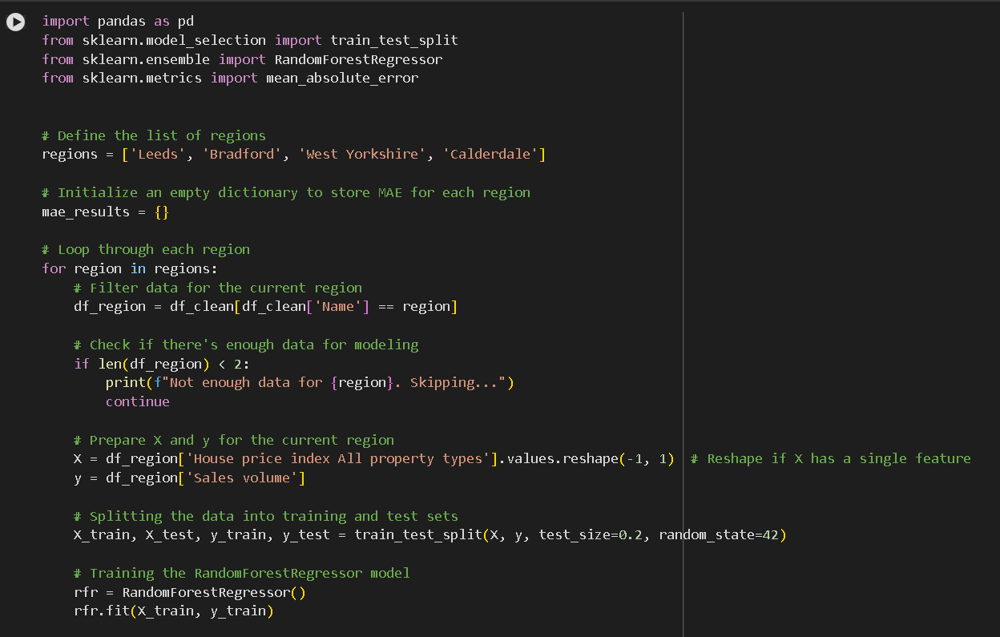 import pandas as pd
from sklearn.model_selection import train_test_split
from sklearn.ensemble import RandomForestRegressor
from sklearn.metrics import mean_absolute_error
# Define the list of regions
regions = ['Leeds', 'Bradford', 'West Yorkshire', 'Calderdale']
# Initialize an empty dictionary to store MAE for each region
mae_results = {}
# Loop through each region
for region in regions:
    # Filter data for the current region
    df_region = df_clean[df_clean['Name'] == region]
    # Check if there's enough data for modeling
    if len(df_region) < 2:
        print(f"Not enough data for {region}. Skipping...")
        continue
    # Prepare X and y for the current region
    X = df_region['House price index All property types'].values.reshape(-1, 1)  # Reshape if X has a single feature
    y = df_region['Sales volume']
    # Splitting the data into training and test sets
    X_train, X_test, y_train, y_test = train_test_split(X, y, test_size=0.2, random_state=42)
    # Training the RandomForestRegressor model
    rfr = RandomForestRegressor()
    rfr.fit(X_train, y_train)